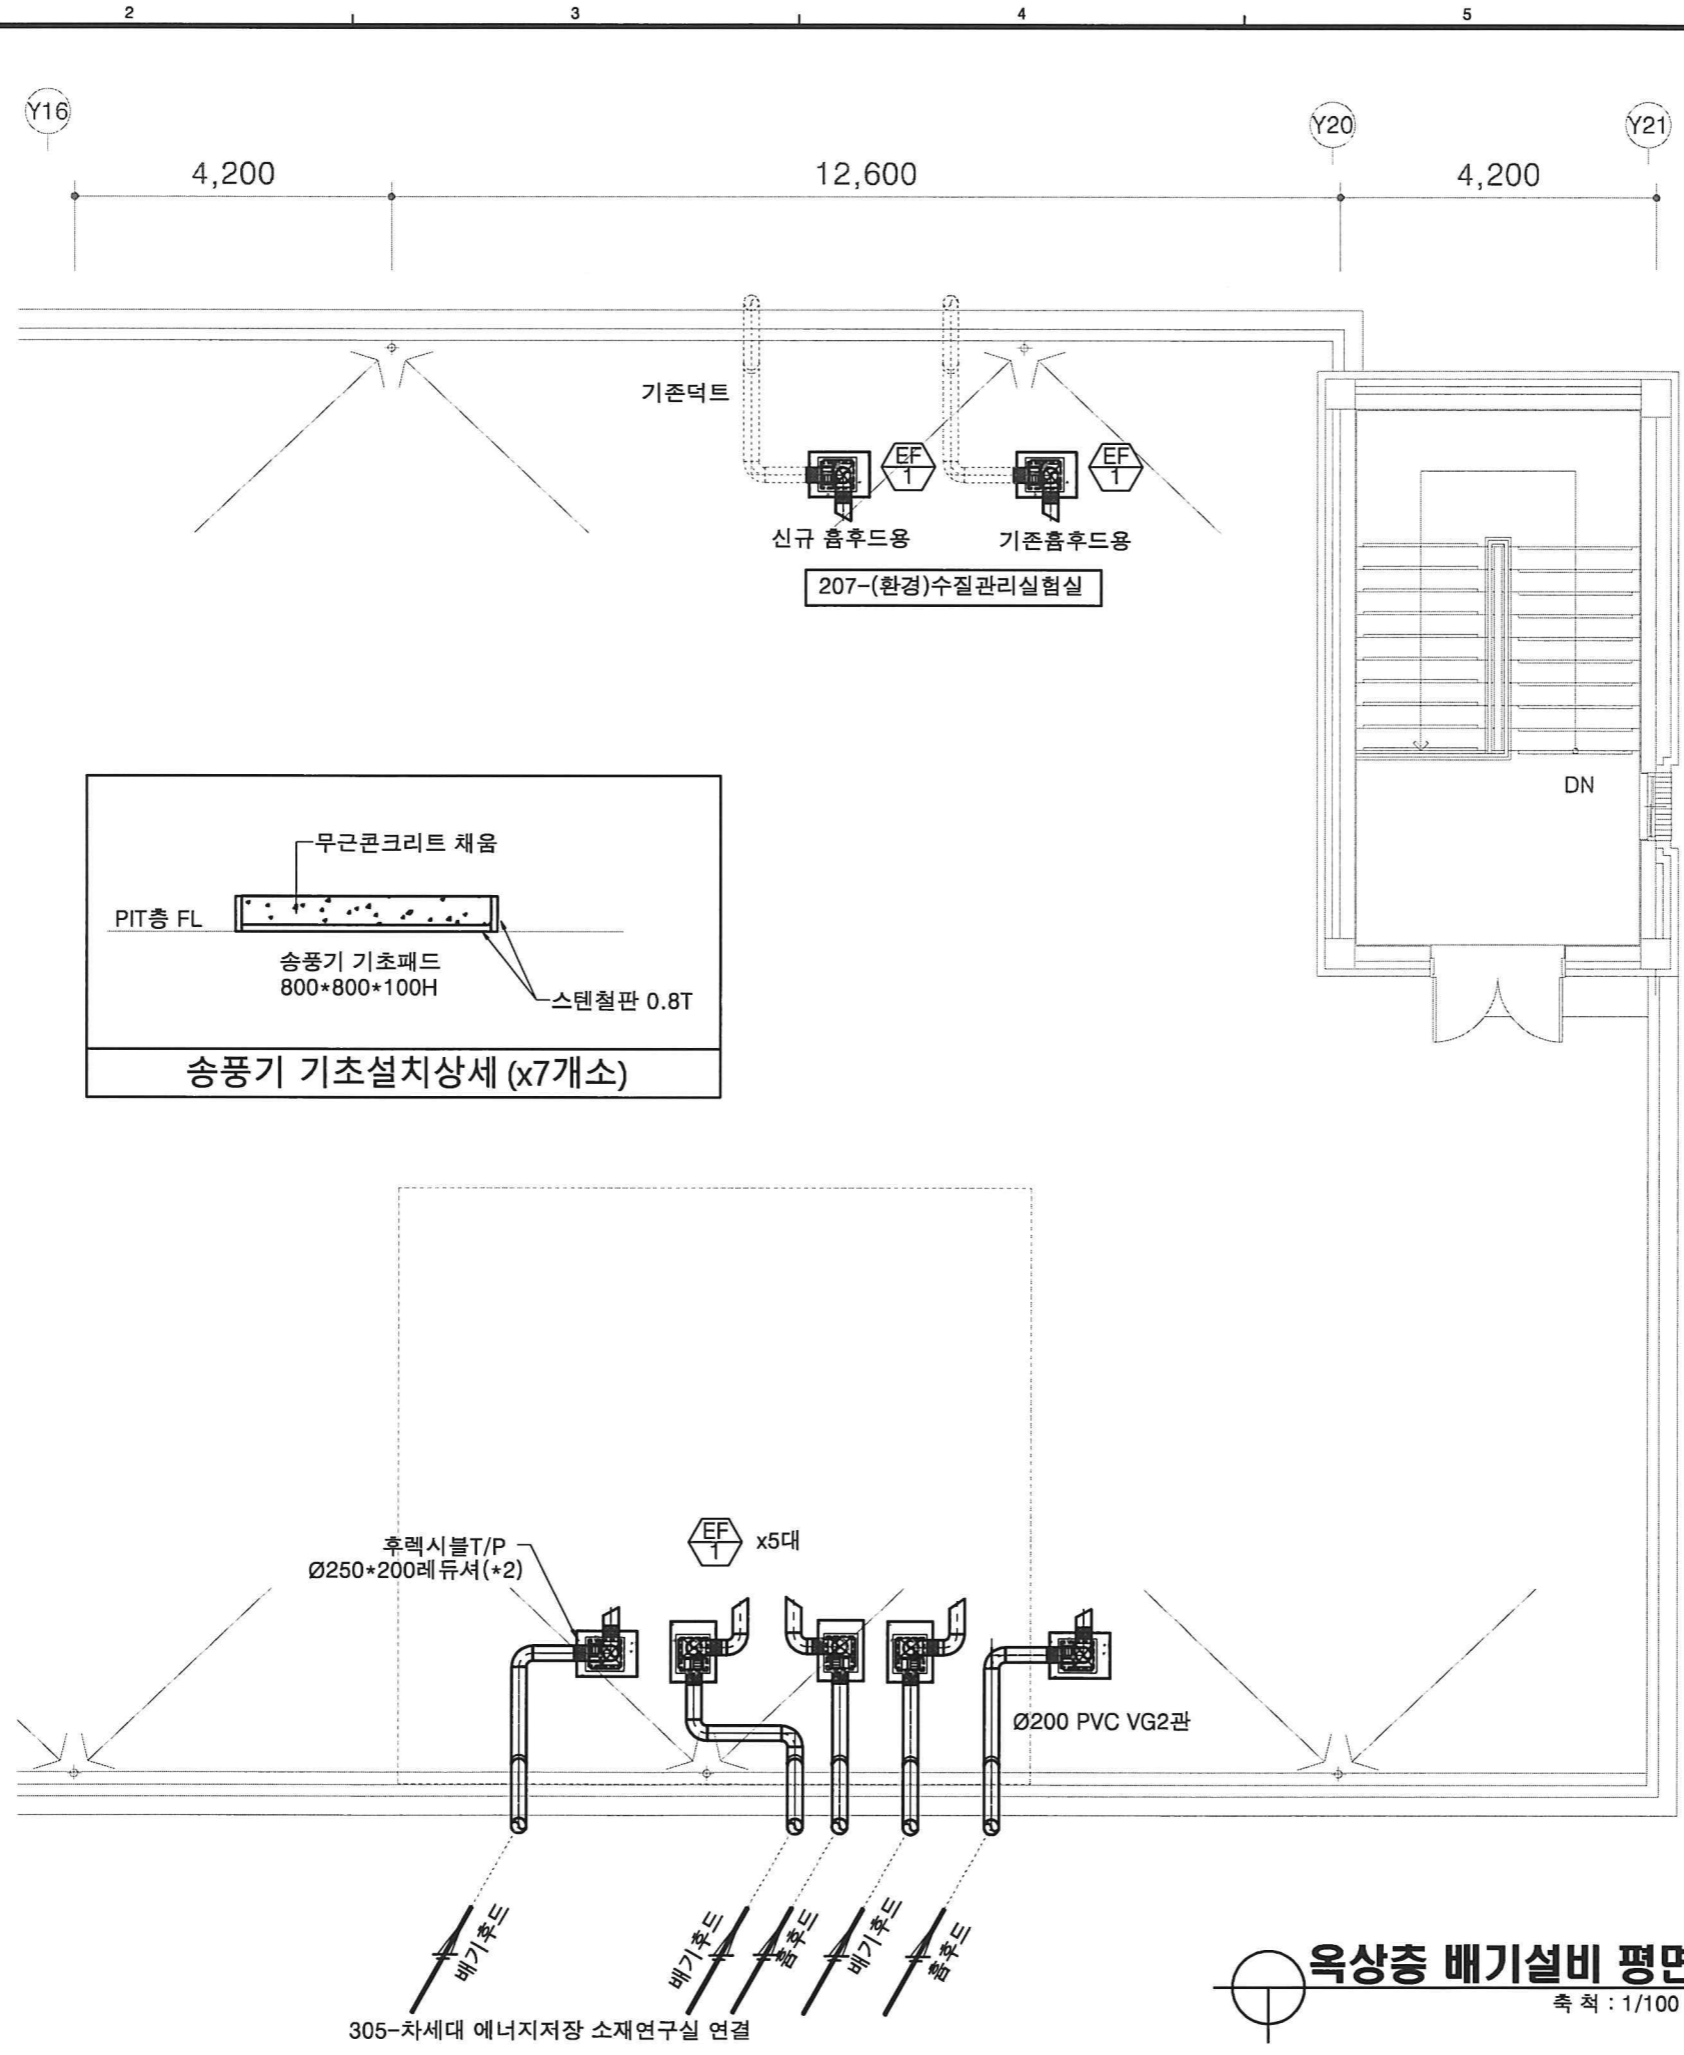 2
3
4
5
Y16
Y20
Y21
4,200
12,600
4,200
기존덕트
EF
1
EF
1
신규 흄후드용
기존흄후드용
207-(환경)수질관리실험실
DN
무근콘크리트 채움
PIT층 FL
송풍기 기초패드
800*800*100H
스텐철판 0.8T
송풍기 기초설치상세 (x7개소)
EF
1
x5대
후렉시블T/P
Ø250*200레듀셔(*2)
Ø200 PVC VG2관
배기후드
배기후드
흄후드
배기후드
흄후드
305-차세대 에너지저장 소재연구실 연결
옥상층 배기설비 평면
축 척 : 1/100